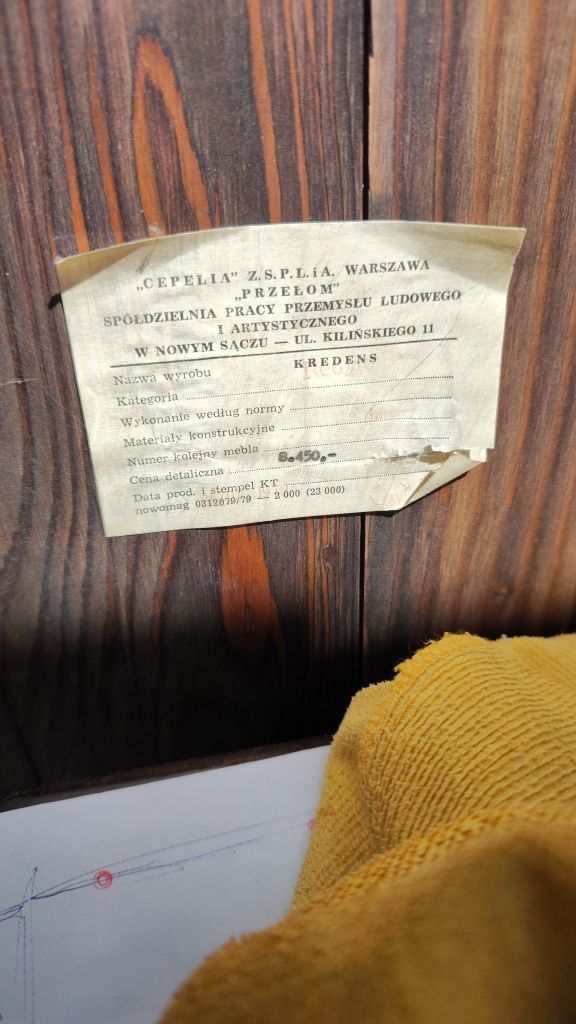 „CEPELIA" Z.S.P.L.iA. WARSZAWA
„PRZEŁOM"
SPÓŁDZIELNIA PRACY PRZEMYSŁU LUDOWEGO
I ARTYSTYCZNEGO
W NOWYM SĄCZU — UL. KILIŃSKIEGO 11
Nazwa wyrobu KREDENS
Kategoria
Wykonanie według normy
Materiały konstrukcyjne
Numer kolejny mebla
Cena detaliczna 8.450,-
Data prod. i stempel KT
nowomag 0312079/79 — 2 000 (23 000)